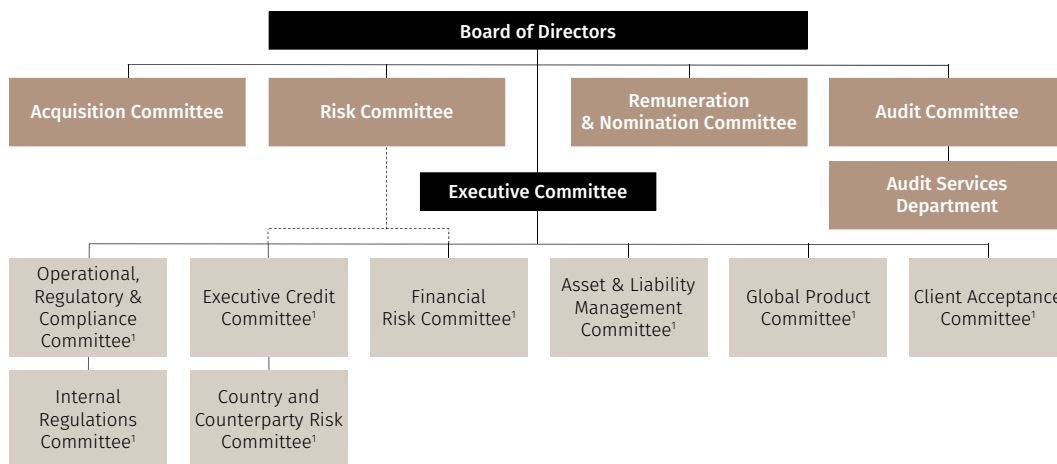 Board of Directors
Acquisition Committee
Risk Committee
Remuneration
& Nomination Committee
Audit Committee
Executive Committee
Audit Services
Department
Operational,
Regulatory &
Compliance
Committee¹
Executive Credit
Committee¹
Financial
Risk Committee¹
Asset & Liability
Management
Committee¹
Global Product
Committee¹
Client Acceptance
Committee¹
Internal
Regulations
Committee¹
Country and
Counterparty Risk
Committee¹